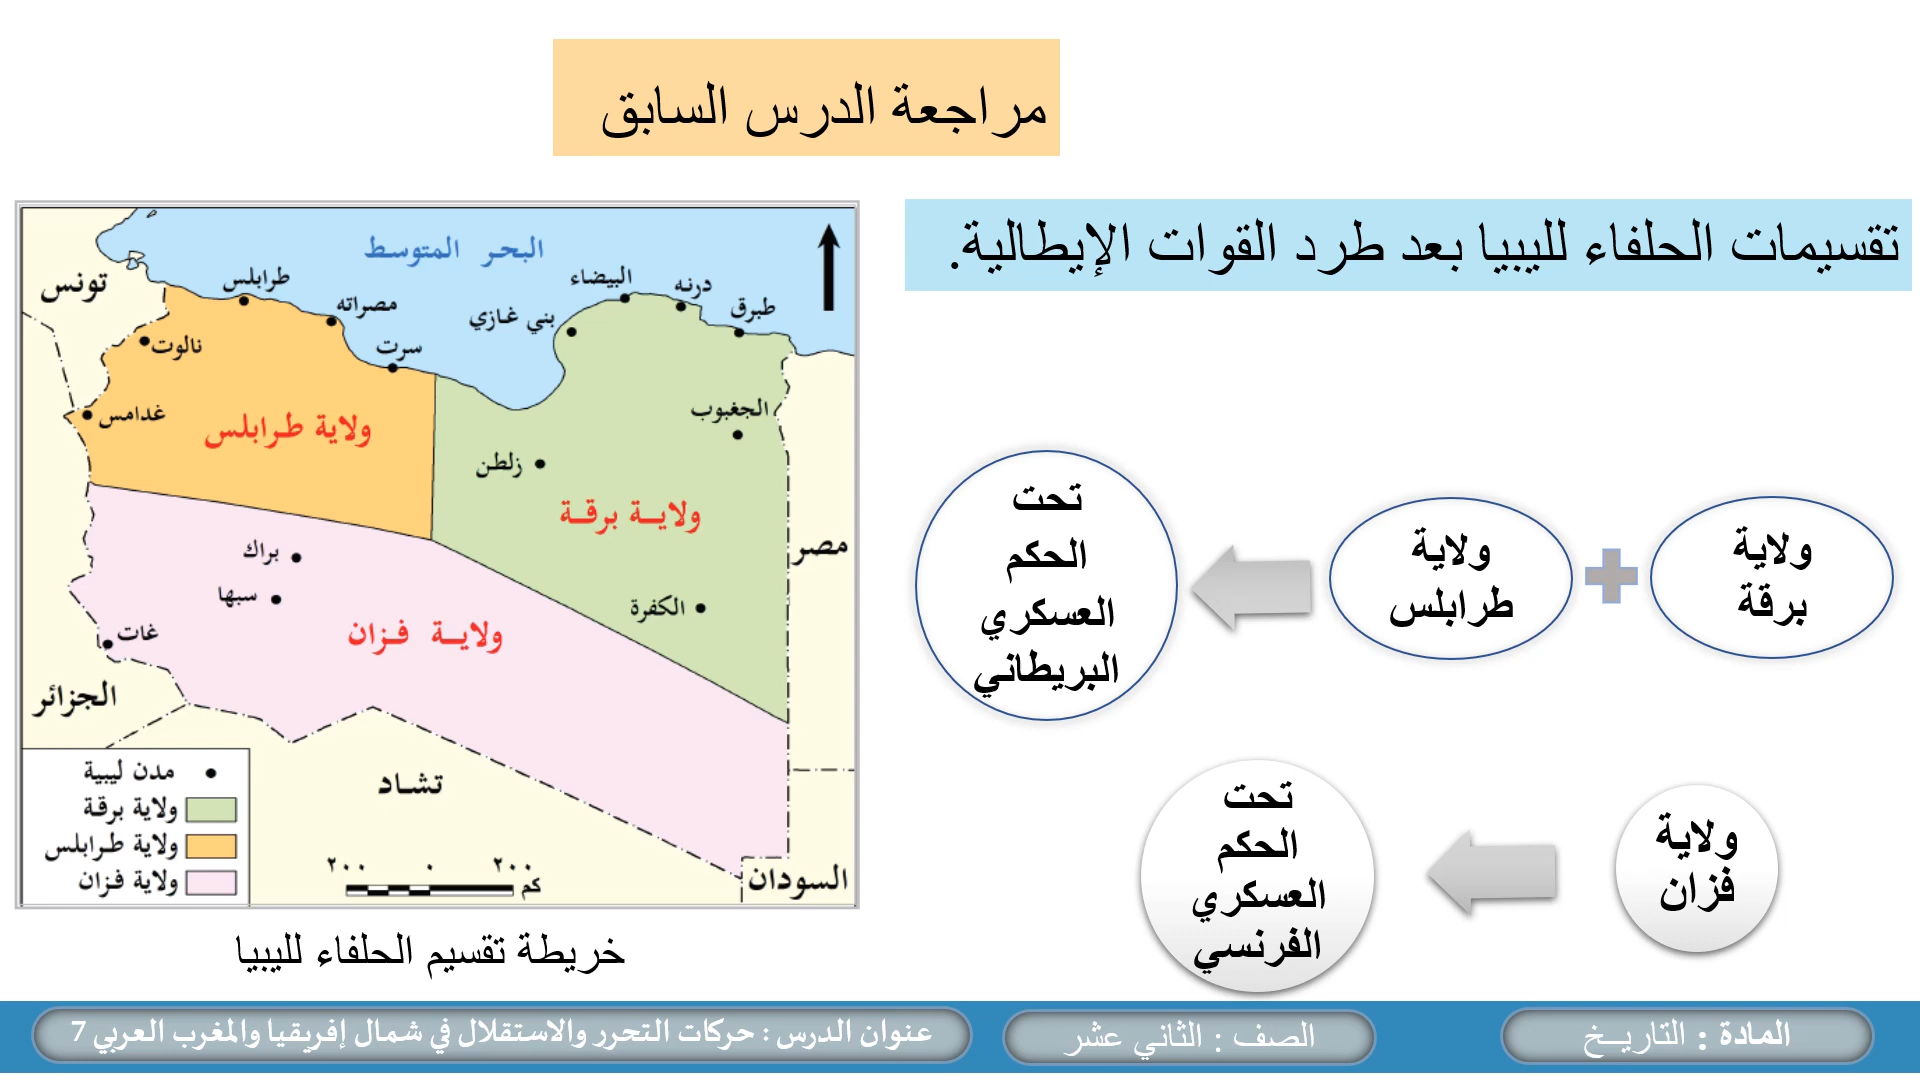 مراجعة الدرس السابق
تقسيمات الحلفاء لليبيا بعد طرد القوات الإيطالية.
ولاية
برقة
ولاية
طرابلس
تحت
الحكم
العسكري
البريطاني
ولاية
فزان
تحت
الحكم
العسكري
الفرنسي
البحر المتوسط
تونس
طرابلس
مصراته
سرت
نالوت
غدامس
البيضاء
درنه
طبرق
بني غازي
الجغبوب
زلطن
ولاية طرابلس
ولاية برقة
مصر
براك
سبها
الكفرة
غات
ولاية فزان
الجزائر
تشاد
السودان
مدن ليبية
ولاية برقة
ولاية طرابلس
ولاية فزان
٢٠٠ ٠ ٢٠٠
كم
خريطة تقسيم الحلفاء لليبيا
المادة : التاريخ
الصف : الثاني عشر
عنوان الدرس : حركات التحرر والاستقلال في شمال إفريقيا والمغرب العربي 7